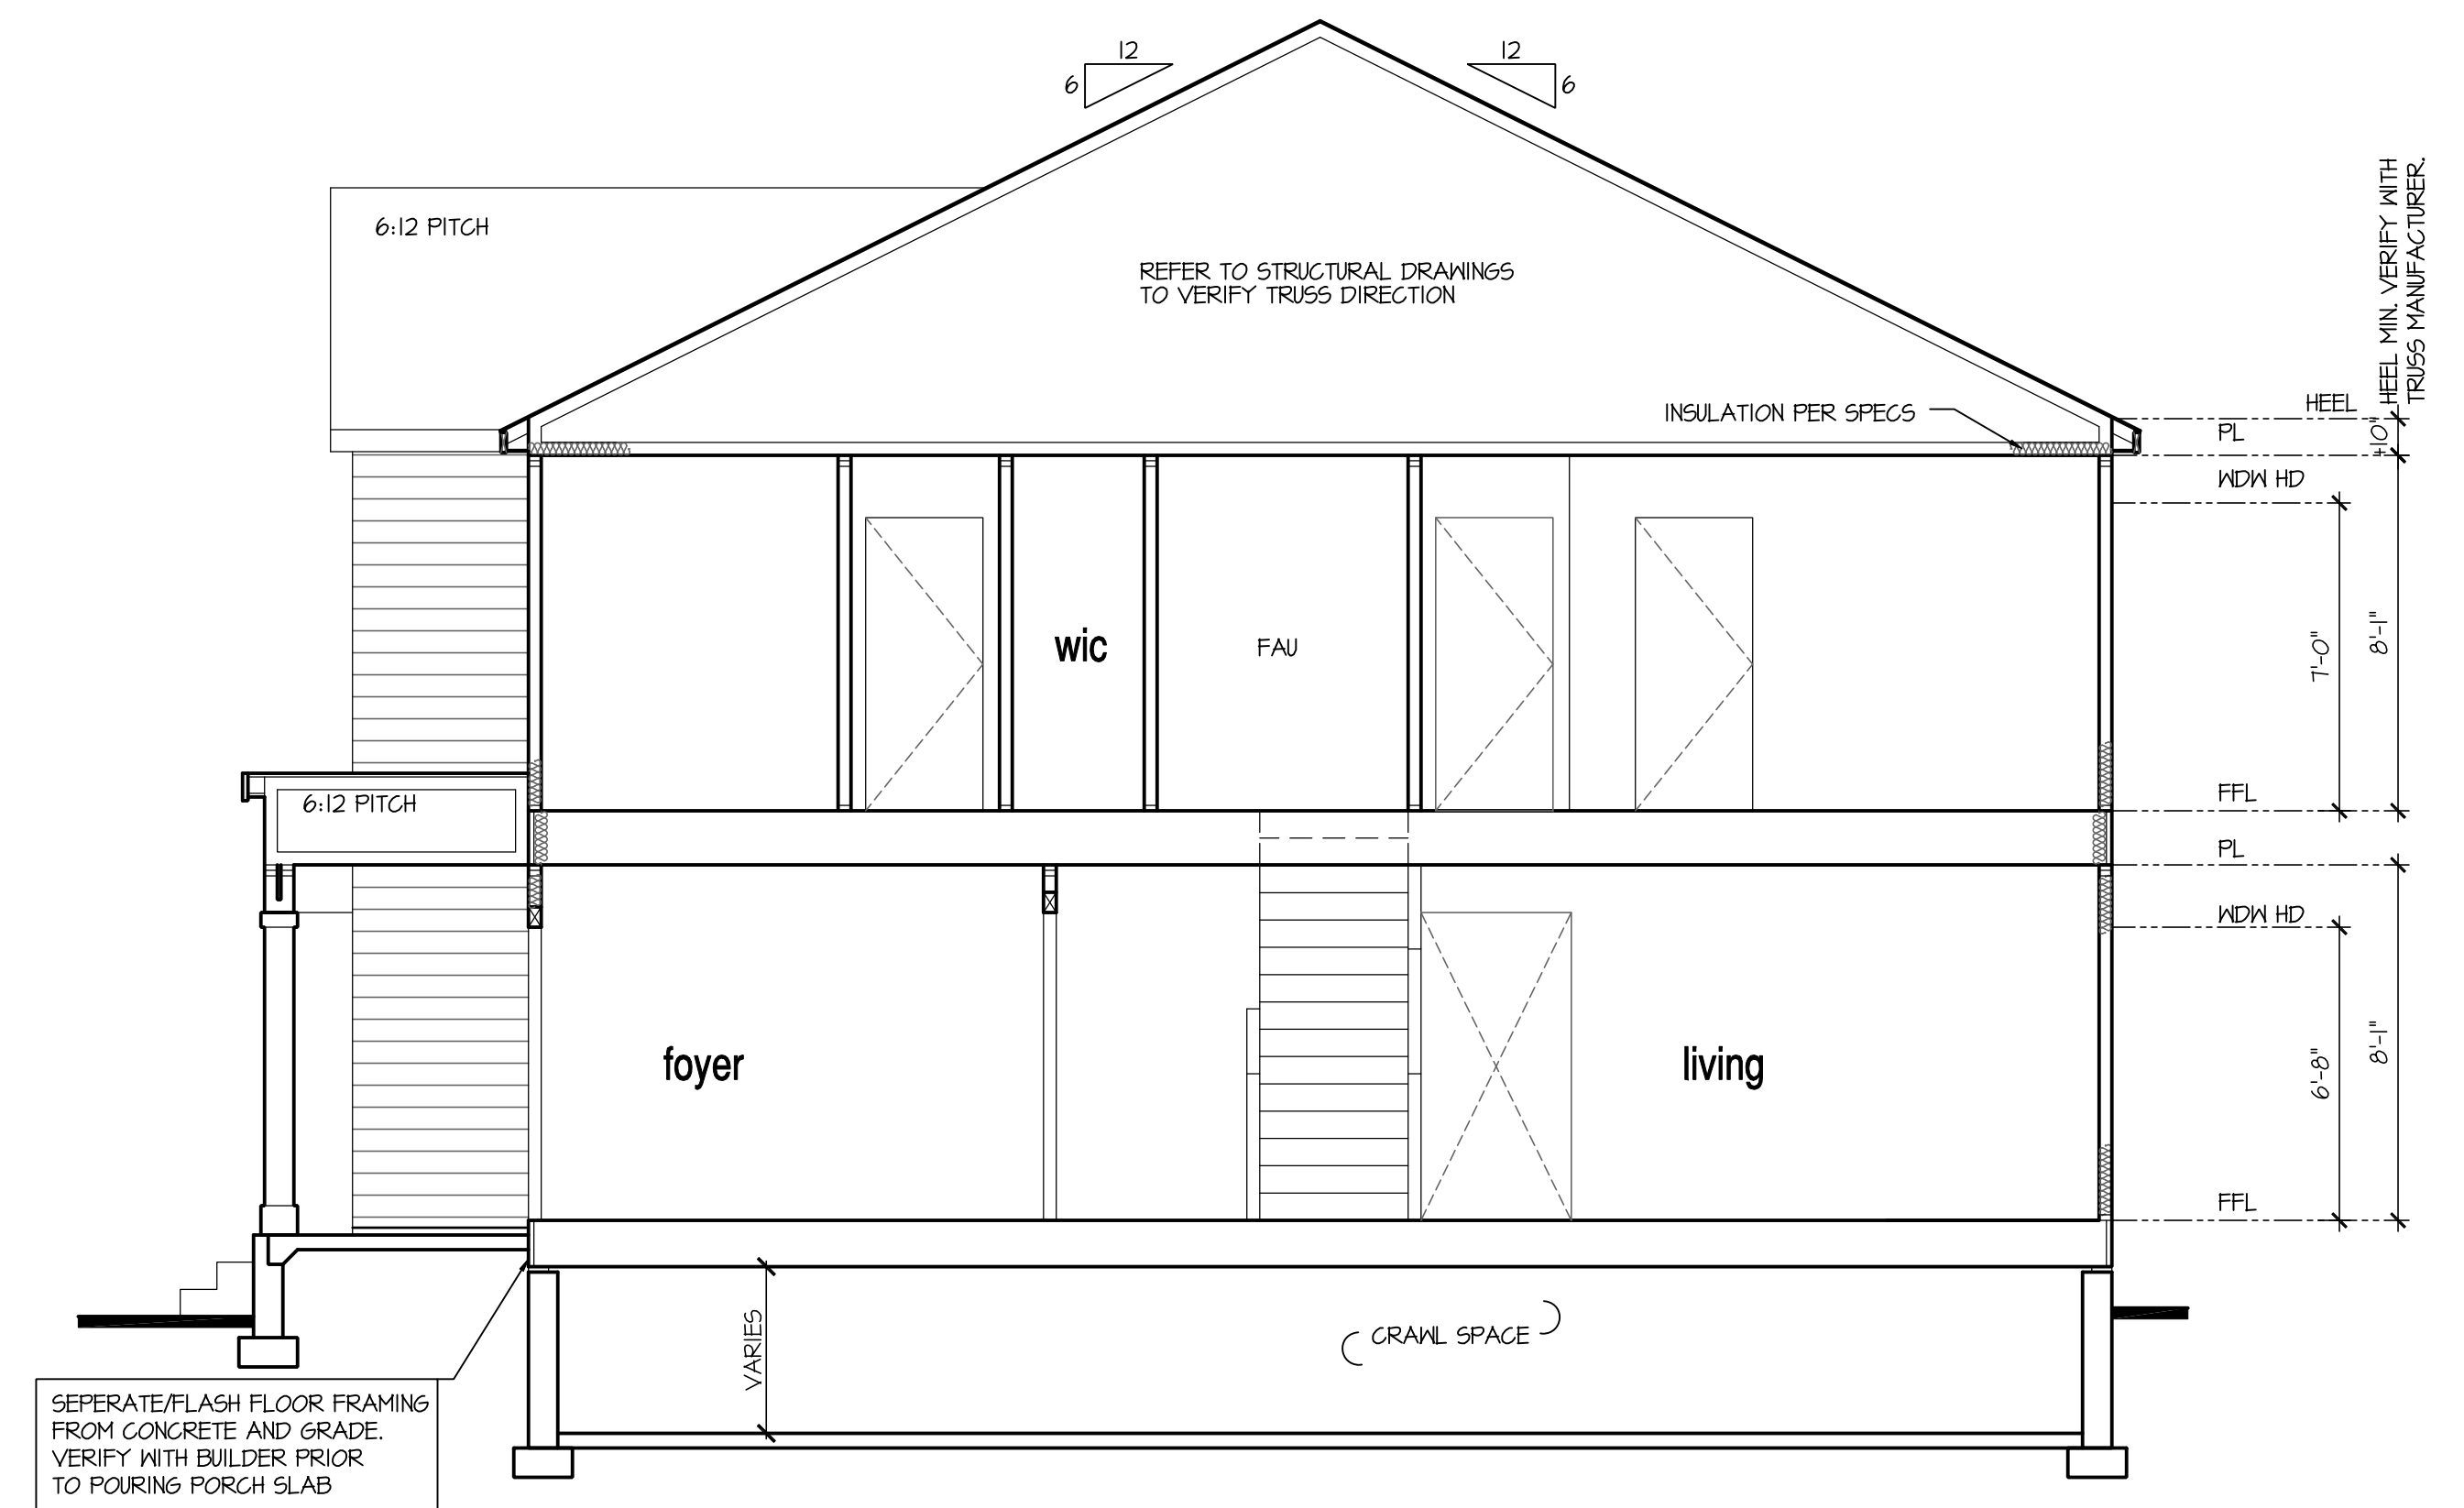 12
12
6
6
HEEL MIN. VERIFY WITH
TRUSS MANUFACTURER.
6:12 PITCH
REFER TO STRUCTURAL DRAWINGS
TO VERIFY TRUSS DIRECTION
INSULATION PER SPECS
HEEL
PL
+10"
WDW HD
wic
FAU
7'-0"
8'-1"
FFL
6:12 PITCH
PL
WDW HD
foyer
living
6'-8"
8'-1"
FFL
VARIES
CRAWL SPACE
SEPERATE/FLASH FLOOR FRAMING
FROM CONCRETE AND GRADE.
VERIFY WITH BUILDER PRIOR
TO POURING PORCH SLAB